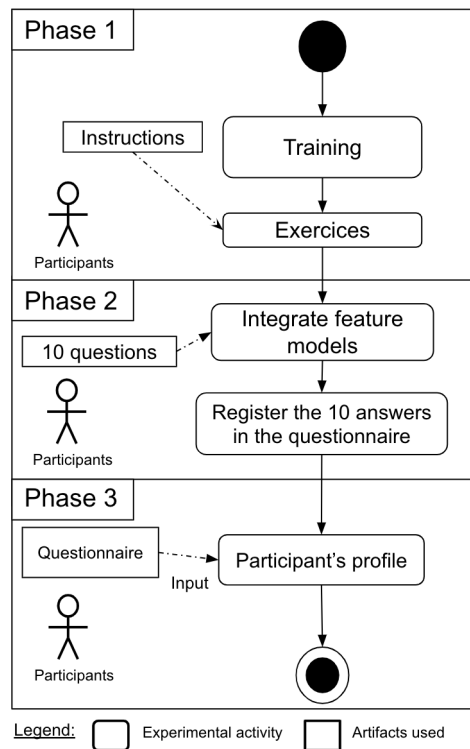 Phase 1
Instructions
Training
Exercices
Participants
Phase 2
Integrate feature
models
10 questions
Register the 10 answers
in the questionnaire
Participants
Phase 3
Questionnaire
Participant's profile
Input
Participants
Legend:
Experimental activity
Artifacts used